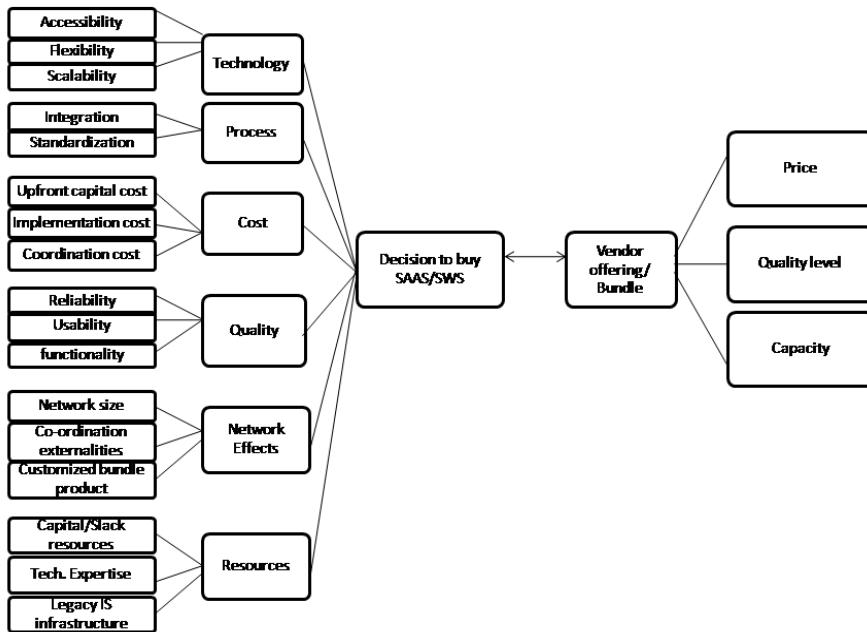 Accessibility
Flexibility
Scalability
Technology
Integration
Standardization
Process
Upfront capital cost
Implementation cost
Coordination cost
Cost
Reliability
Usability
functionality
Quality
Network size
Co-ordination
externalities
Customized bundle
product
Network
Effects
Capital/Slack
resources
Tech. Expertise
Legacy IS
infrastructure
Resources
Decision to buy
SAAS/SWS
Vendor
offering/
Bundle
Price
Quality level
Capacity